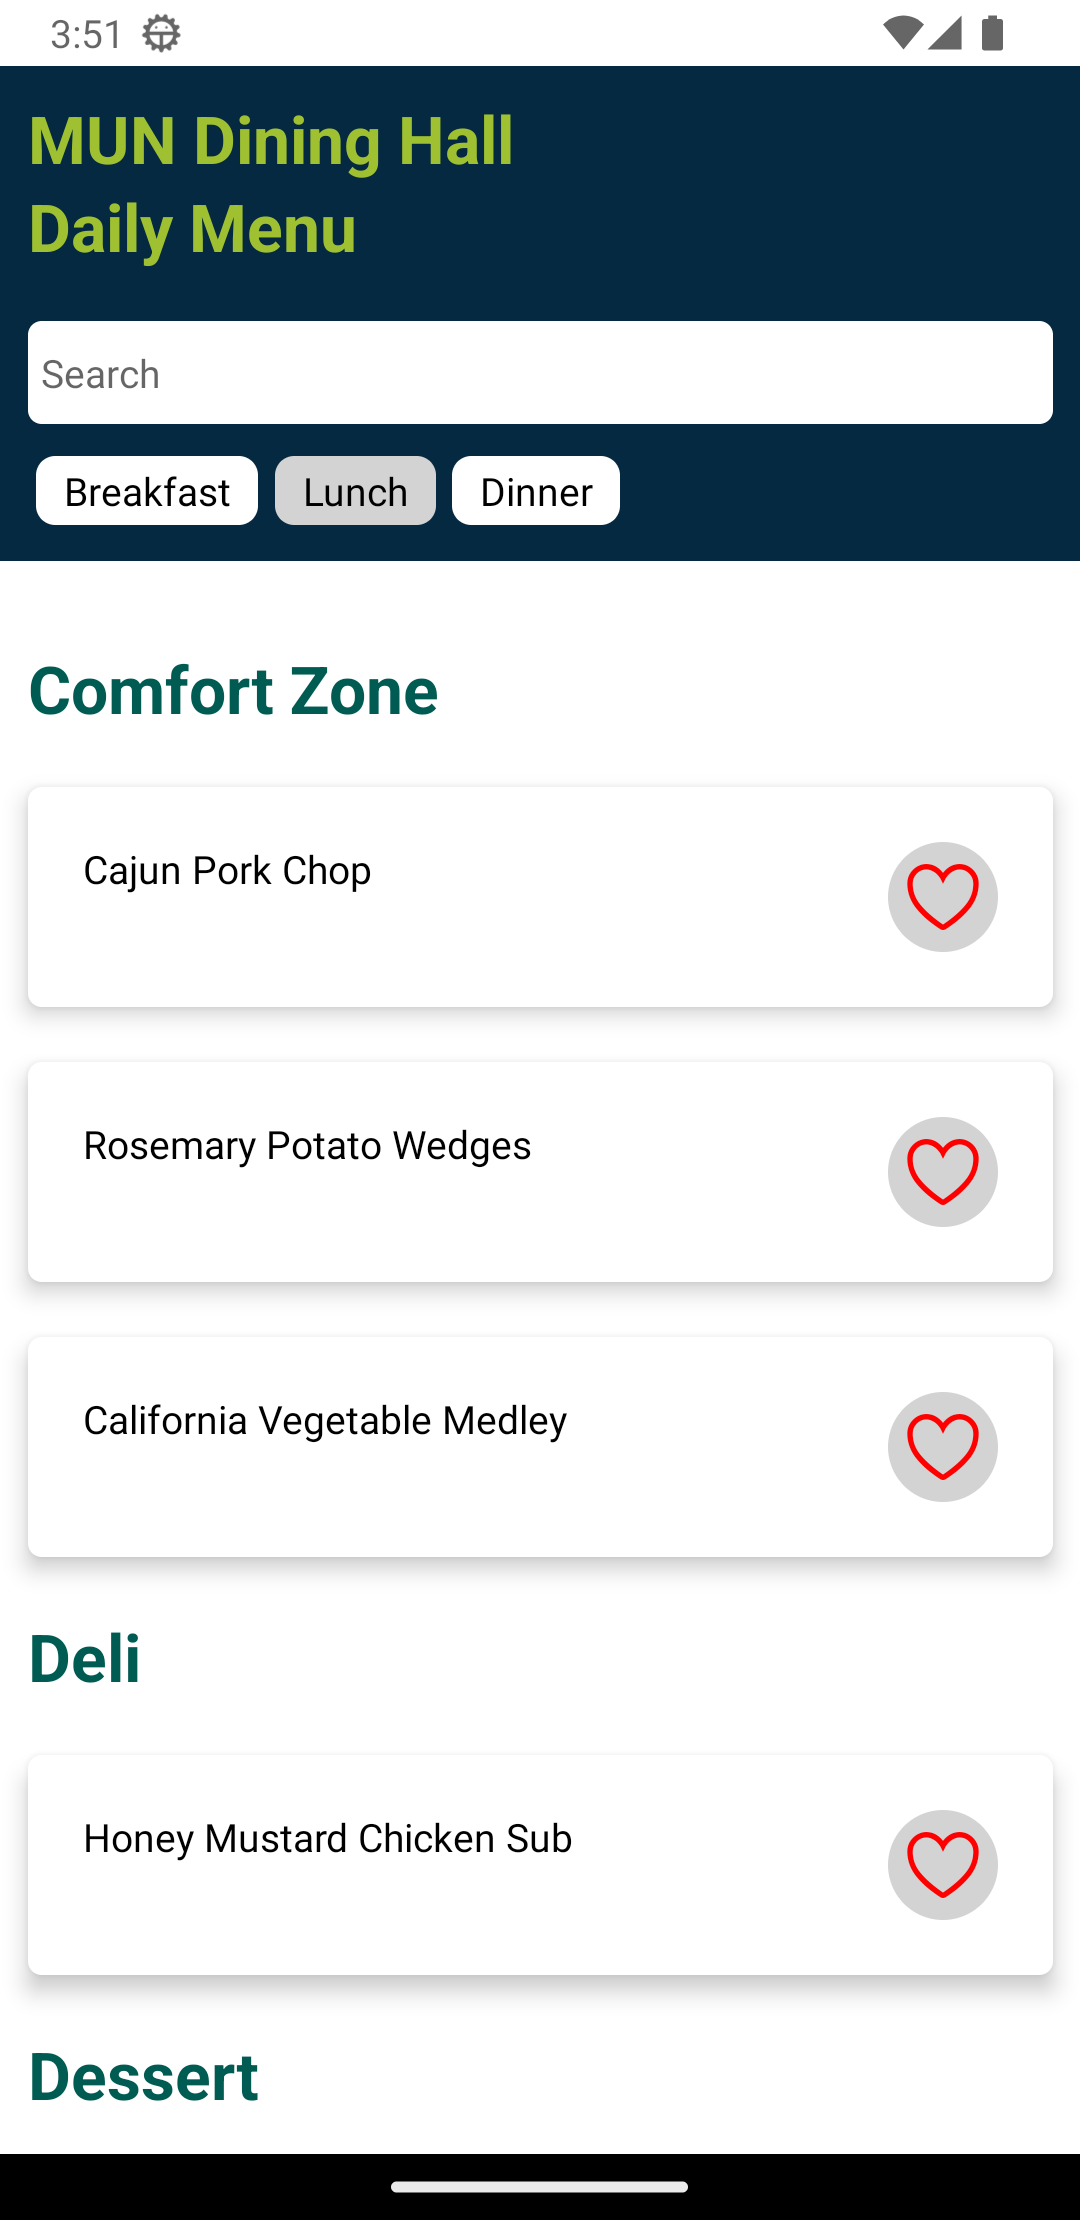 3:51
MUN Dining Hall
Daily Menu
Search
Breakfast Lunch Dinner
Comfort Zone
Cajun Pork Chop
Rosemary Potato Wedges
California Vegetable Medley
Deli
Honey Mustard Chicken Sub
Dessert